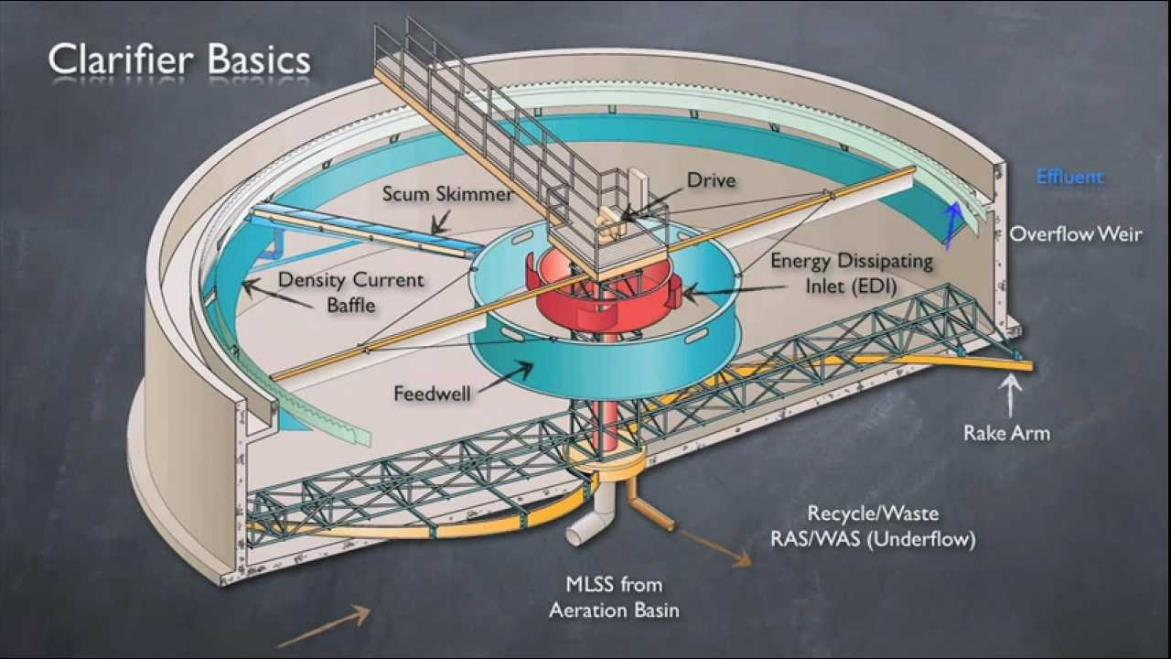 Clarifier Basics
Scum Skimmer
Drive
Effluent
Overflow Weir
Density Current
Baffle
Energy Dissipating
Inlet (EDI)
Feedwell
Rake Arm
Recycle/Waste
RAS/WAS (Underflow)
MLSS from
Aeration Basin